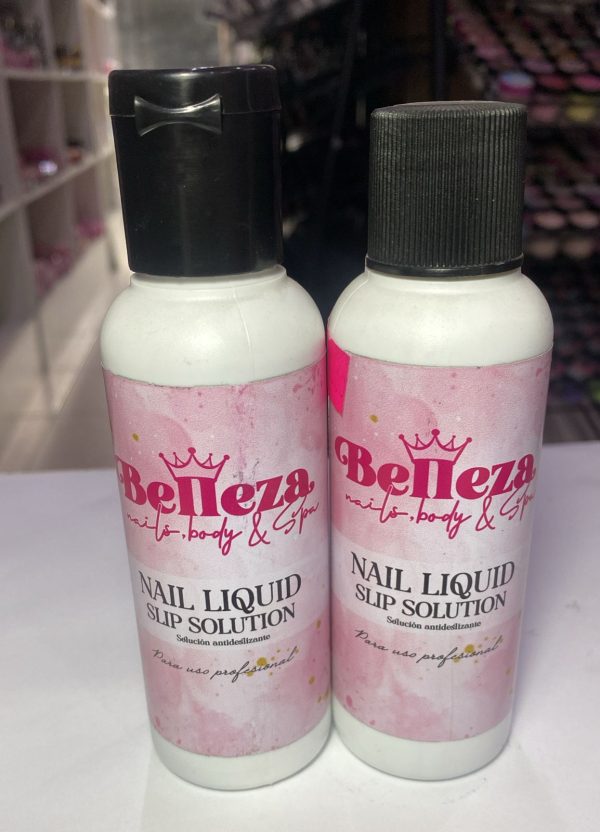 Belleza
nails, body & Spa
NAIL LIQUID
SLIP SOLUTION
Solución antideslizante
Para uso profesional
Belleza
nails, body & Spa
NAIL LIQUID
SLIP SOLUTION
Solución antideslizante
Para uso profesional